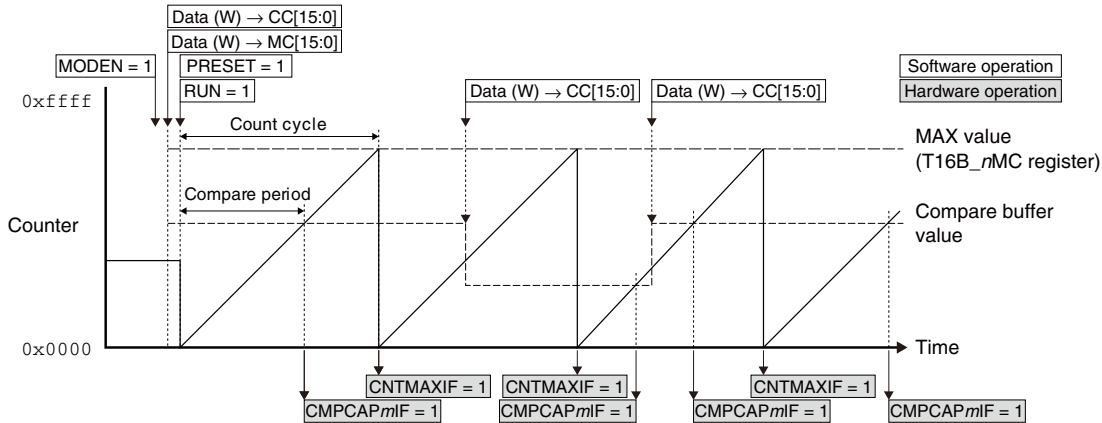 Data (W) → CC[15:0]
Data (W) → MC[15:0]
MODEN = 1
PRESET = 1
RUN = 1
Data (W) → CC[15:0]
Data (W) → CC[15:0]
Software operation
Hardware operation
0xffff
Count cycle
MAX value
(T16B_nMC register)
Compare period
Counter
Compare buffer
value
0x0000
Time
CNTMAXIF = 1
CNTMAXIF = 1
CNTMAXIF = 1
CMPCAPmIF = 1
CMPCAPmIF = 1
CMPCAPmIF = 1
CMPCAPmIF = 1